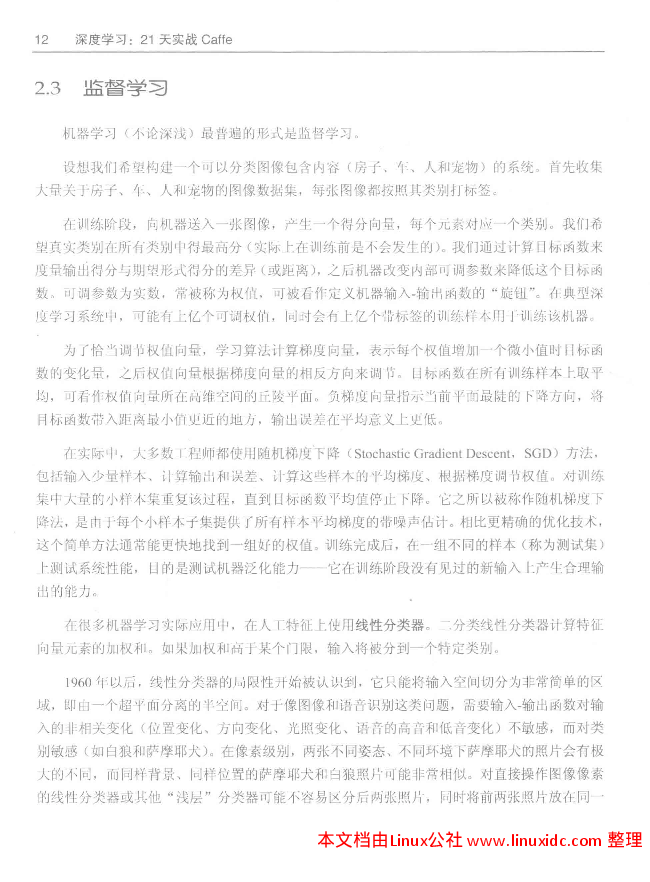 12 深度学习：21 天实战 Caffe
2.3 监督学习
机器学习（不论深浅）最普遍的形式是监督学习。
设想我们希望构建一个可以分类图像包含内容（房子、车、人和宠物）的系统。首先收集
大量关于房子、车、人和宠物的图像数据集，每张图像都按照其类别打标签。
在训练阶段，向机器送入一张图像，产生一个得分向量，每个元素对应一个类别。我们希
望真实类别在所有类别中得最高分（实际上在训练前是不会发生的）。我们通过计算目标函数来
度量输出得分与期望形式得分的差异（或距离），之后机器改变内部可调参数来降低这个目标函
数。可调参数为实数，常被称为权值，可被看作定义机器输入-输出函数的“旋钮”。在典型深
度学习系统中，可能有上亿个可调权值，同时会有上亿个带标签的训练样本用于训练该机器。
为了恰当调节权值向量，学习算法计算梯度向量，表示每个权值增加一个微小值时目标函
数的变化量，之后权值向量根据梯度向量的相反方向来调节。目标函数在所有训练样本上取平
均，可看作权值向量所在高维空间的丘陵平面。负梯度向量指示当前平面最陡的下降方向，将
目标函数带入距离最小值更近的地方，输出误差在平均意义上更低。
在实际中，大多数工程师都使用随机梯度下降（Stochastic Gradient Descent，SGD）方法，
包括输入少量样本、计算输出和误差、计算这些样本的平均梯度、根据梯度调节权值。对训练
集中大量的小样本集重复该过程，直到目标函数平均值停止下降。它之所以被称作随机梯度下
降法，是由于每个小样本子集提供了所有样本平均梯度的带噪声估计。相比更精确的优化技术，
这个简单方法通常能更快地找到一组好的权值。训练完成后，在一组不同的样本（称为测试集）
上测试系统性能，目的是测试机器泛化能力——它在训练阶段没有见过的新输入上产生合理输
出的能力。
在很多机器学习实际应用中，在人工特征上使用线性分类器。二分类线性分类器计算特征
向量元素的加权和。如果加权和高于某个门限，输入将被分到一个特定类别。
1960 年以后，线性分类器的局限性开始被认识到，它只能将输入空间切分为非常简单的区
域，即由一个超平面分离的半空间。对于像图像和语音识别这类问题，需要输入-输出函数对输
入的非相关变化（位置变化、方向变化、光照变化、语音的高音和低音变化）不敏感，而对类
别敏感（如白狼和萨摩耶犬）。在像素级别，两张不同姿态、不同环境下萨摩耶犬的照片会有极
大的不同，而同样背景、同样位置的萨摩耶犬和白狼照片可能非常相似。对直接操作图像像素
的线性分类器或其他“浅层”分类器可能不容易区分后两张照片，同时将前两张照片放在同一
本文档由Linux公社 www.linuxidc.com 整理